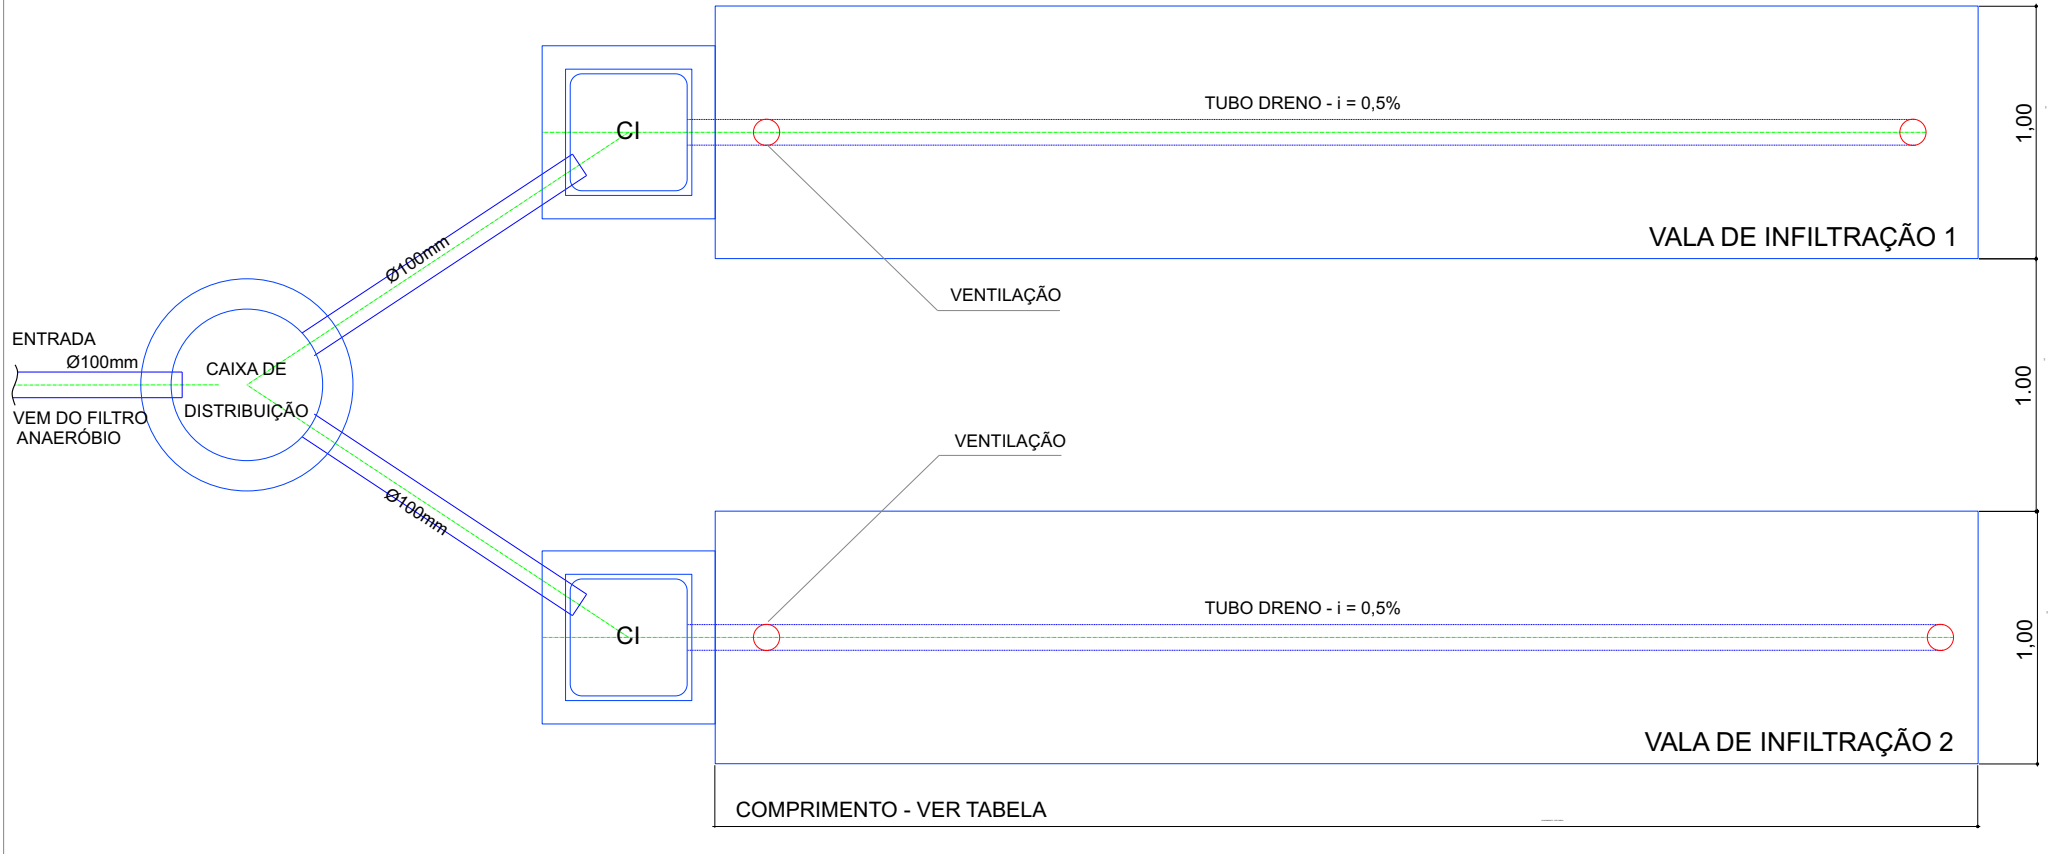 TUBO DRENO - i = 0,5%
1,00
CI
VALA DE INFILTRAÇÃO 1
Ø100mm
VENTILAÇÃO
ENTRADA
Ø100mm
CAIXA DE
DISTRIBUIÇÃO
VEM DO FILTRO
ANAERÓBIO
1.00
VENTILAÇÃO
Ø100mm
TUBO DRENO - i = 0,5%
CI
1,00
VALA DE INFILTRAÇÃO 2
COMPRIMENTO - VER TABELA